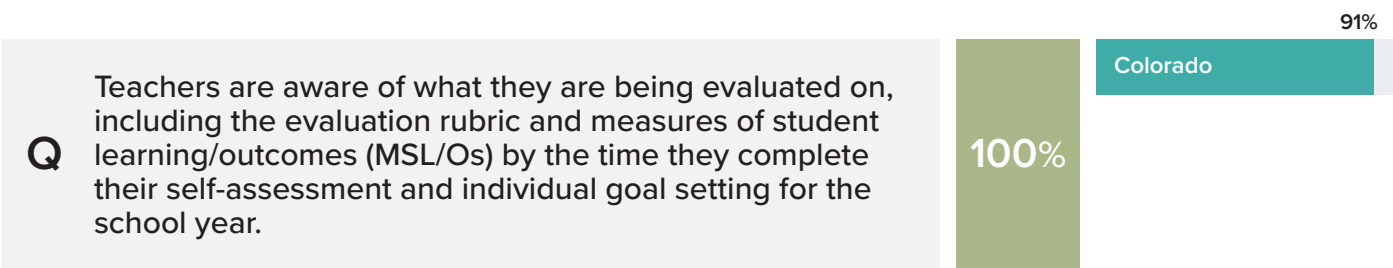 91%
Colorado
Q
Teachers are aware of what they are being evaluated on,
including the evaluation rubric and measures of student
learning/outcomes (MSL/Os) by the time they complete
their self-assessment and individual goal setting for the
school year.
100%